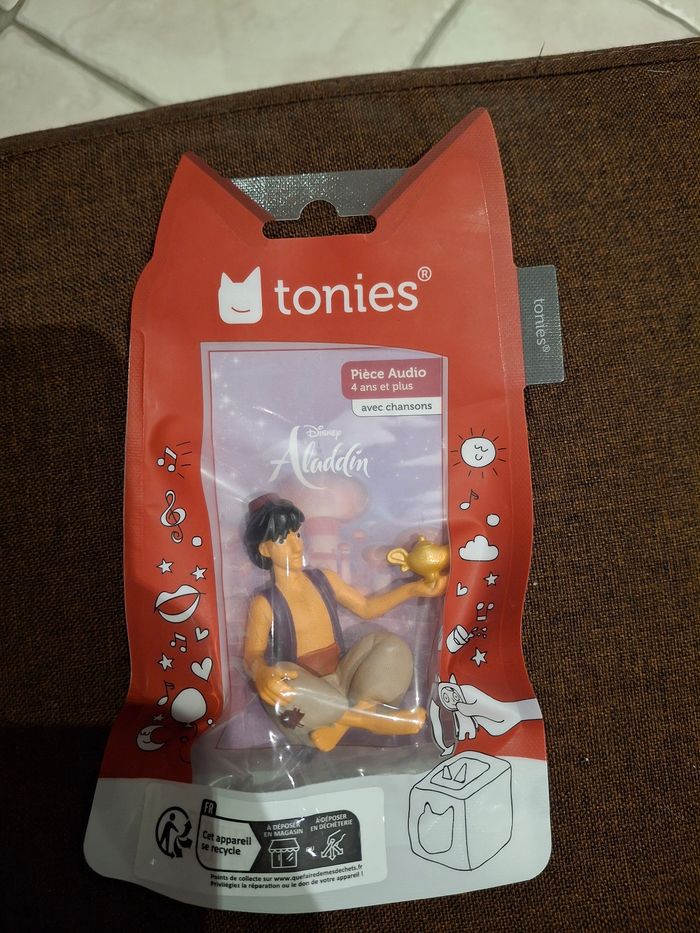 tonies®
tonies®
Pièce Audio
4 ans et plus
avec chansons
Disney
Aladdin
FR
Cet appareil
se recycle
À DÉPOSER
EN MAGASIN
À DÉPOSER
EN DÉCHÈTERIE
Points de collecte sur www.quefairedemesdechets.fr
Privilégiez la réparation ou le don de votre appareil !